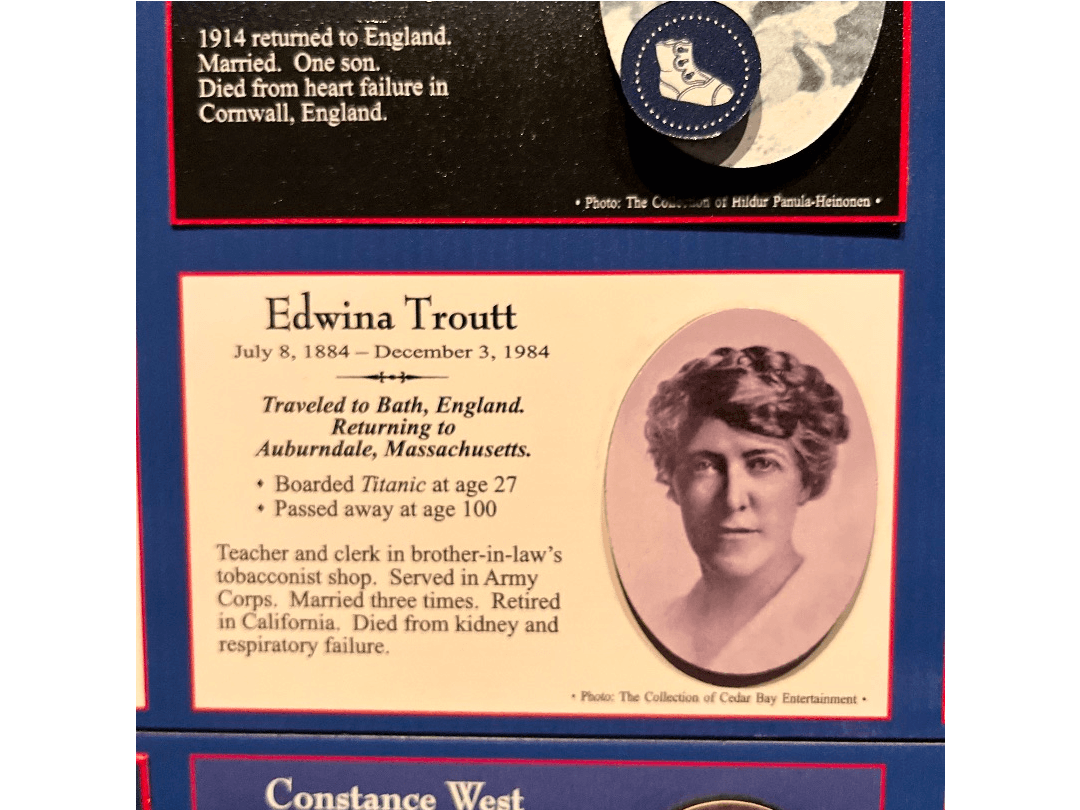 1914 returned to England.
Married. One son.
Died from heart failure in
Cornwall, England.
• Photo: The Collection of Hildur Panula-Heinonen •
Edwina Troutt
July 8, 1884 – December 3, 1984
Traveled to Bath, England.
Returning to
Auburndale, Massachusetts.
♦ Boarded Titanic at age 27
♦ Passed away at age 100
Teacher and clerk in brother-in-law's
tobacconist shop. Served in Army
Corps. Married three times. Retired
in California. Died from kidney and
respiratory failure.
• Photo: The Collection of Cedar Bay Entertainment •
Constance West